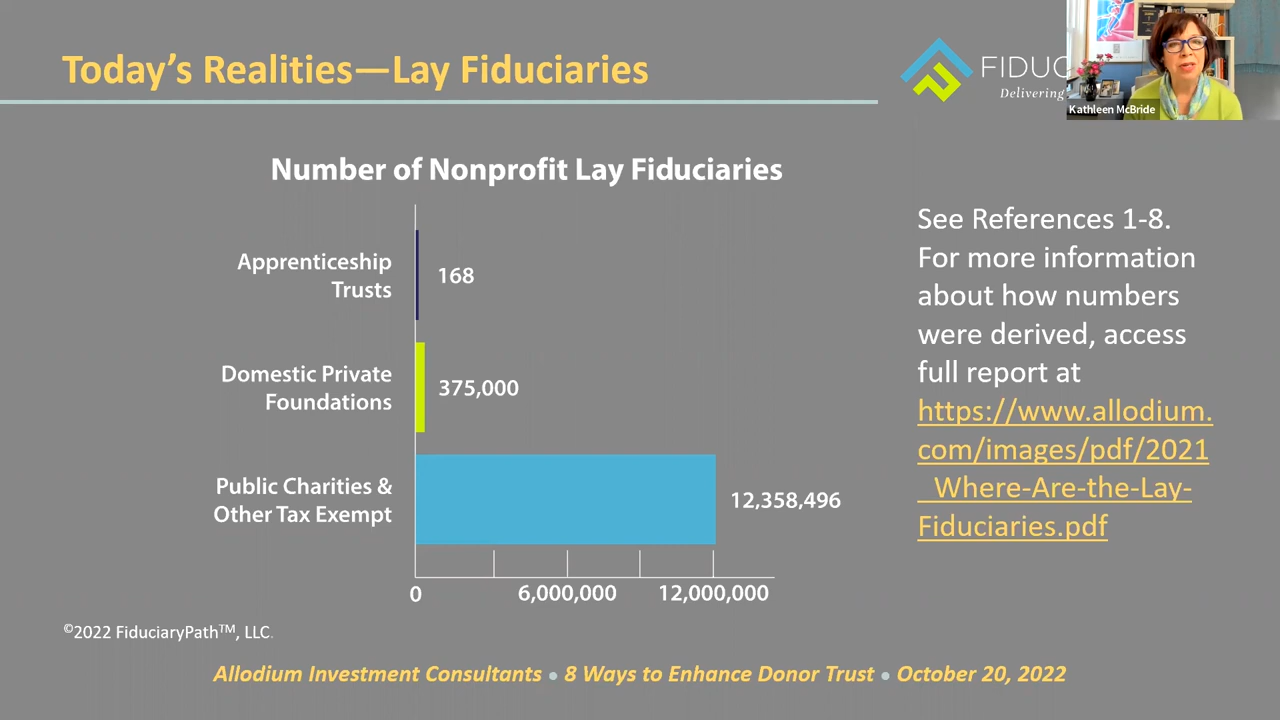 Today's Realities—Lay Fiduciaries
Delivering
Kathleen McBride
Number of Nonprofit Lay Fiduciaries
Apprenticeship
Trusts
168
Domestic Private
Foundations
375,000
Public Charities &
Other Tax Exempt
12,358,496
0 6,000,000 12,000,000
See References 1-8.
For more information
about how numbers
were derived, access
full report at
https://www.allodium.
com/images/pdf/2021
_Where-Are-the-Lay-
Fiduciaries.pdf
©2022 FiduciaryPath™, LLC.
Allodium Investment Consultants • 8 Ways to Enhance Donor Trust • October 20, 2022